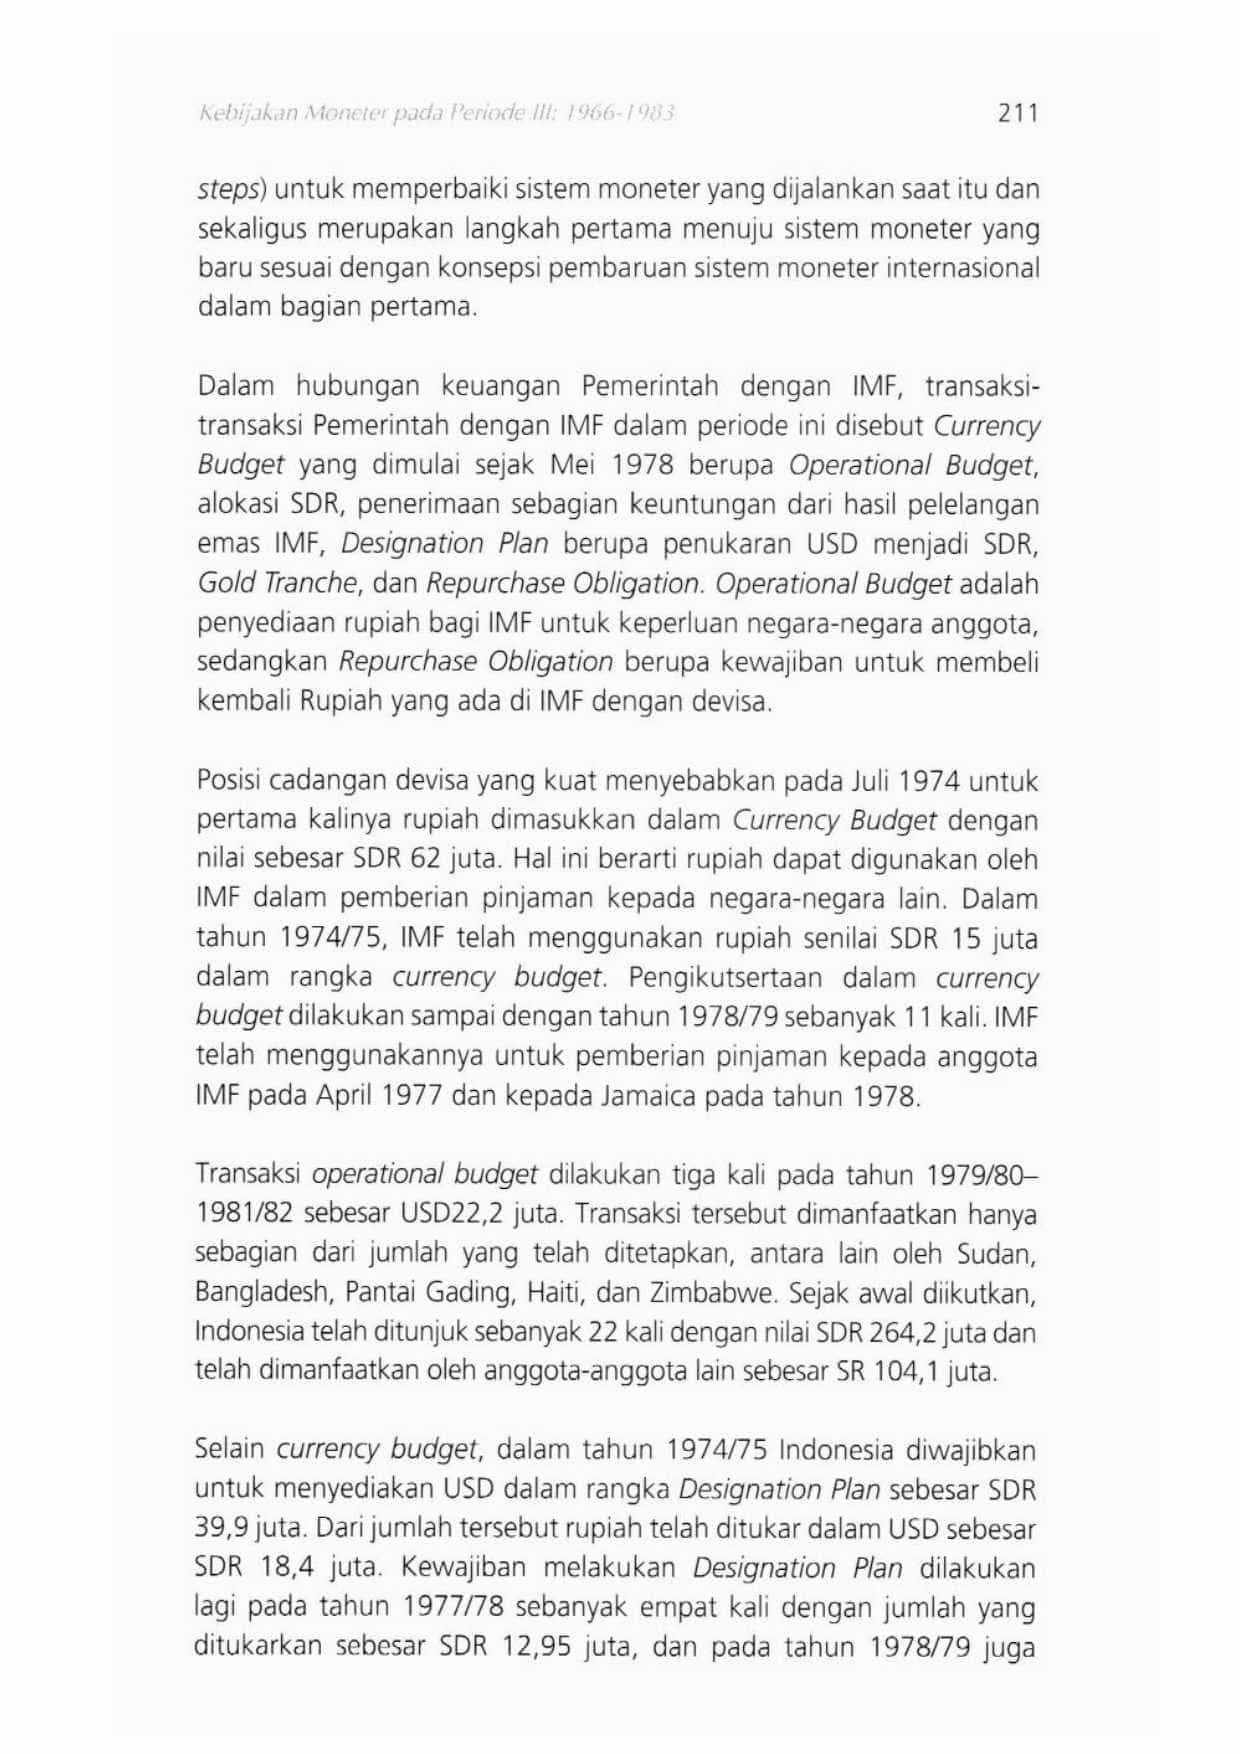 Kebijakan Moneter pada Periode III: 1966-1983 211
steps) untuk memperbaiki sistem moneter yang dijalankan saat itu dan
sekaligus merupakan langkah pertama menuju sistem moneter yang
baru sesuai dengan konsepsi pembaruan sistem moneter internasional
dalam bagian pertama.
Dalam hubungan keuangan Pemerintah dengan IMF, transaksi-
transaksi Pemerintah dengan IMF dalam periode ini disebut Currency
Budget yang dimulai sejak Mei 1978 berupa Operational Budget,
alokasi SDR, penerimaan sebagian keuntungan dari hasil pelelangan
emas IMF, Designation Plan berupa penukaran USD menjadi SDR,
Gold Tranche, dan Repurchase Obligation. Operational Budget adalah
penyediaan rupiah bagi IMF untuk keperluan negara-negara anggota,
sedangkan Repurchase Obligation berupa kewajiban untuk membeli
kembali Rupiah yang ada di IMF dengan devisa.
Posisi cadangan devisa yang kuat menyebabkan pada Juli 1974 untuk
pertama kalinya rupiah dimasukkan dalam Currency Budget dengan
nilai sebesar SDR 62 juta. Hal ini berarti rupiah dapat digunakan oleh
IMF dalam pemberian pinjaman kepada negara-negara lain. Dalam
tahun 1974/75, IMF telah menggunakan rupiah senilai SDR 15 juta
dalam rangka currency budget. Pengikutsertaan dalam currency
budget dilakukan sampai dengan tahun 1978/79 sebanyak 11 kali. IMF
telah menggunakannya untuk pemberian pinjaman kepada anggota
IMF pada April 1977 dan kepada Jamaica pada tahun 1978.
Transaksi operational budget dilakukan tiga kali pada tahun 1979/80–
1981/82 sebesar USD22,2 juta. Transaksi tersebut dimanfaatkan hanya
sebagian dari jumlah yang telah ditetapkan, antara lain oleh Sudan,
Bangladesh, Pantai Gading, Haiti, dan Zimbabwe. Sejak awal diikutkan,
Indonesia telah ditunjuk sebanyak 22 kali dengan nilai SDR 264,2 juta dan
telah dimanfaatkan oleh anggota-anggota lain sebesar SR 104,1 juta.
Selain currency budget, dalam tahun 1974/75 Indonesia diwajibkan
untuk menyediakan USD dalam rangka Designation Plan sebesar SDR
39,9 juta. Dari jumlah tersebut rupiah telah ditukar dalam USD sebesar
SDR 18,4 juta. Kewajiban melakukan Designation Plan dilakukan
lagi pada tahun 1977/78 sebanyak empat kali dengan jumlah yang
ditukarkan sebesar SDR 12,95 juta, dan pada tahun 1978/79 juga